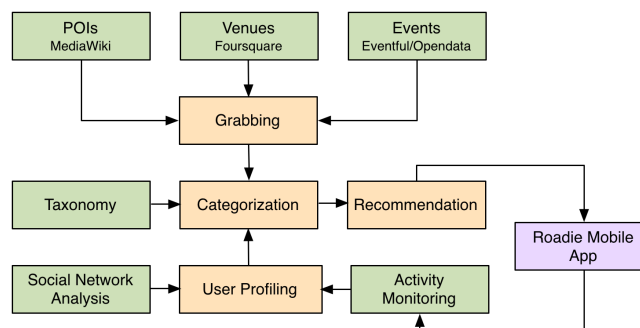 POIs
MediaWiki
Venues
Foursquare
Events
Eventful/Opendata
Grabbing
Taxonomy
Categorization
Recommendation
Roadie Mobile
App
Social Network
Analysis
User Profiling
Activity
Monitoring